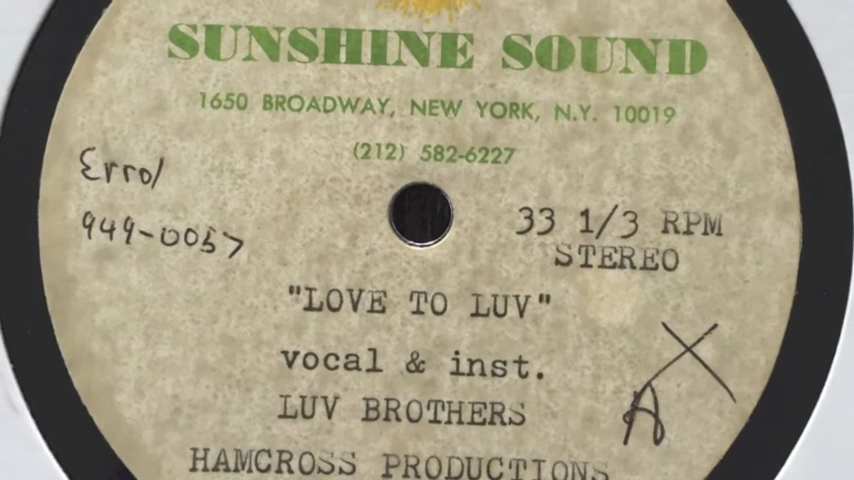 SUNSHINE SOUND
1650 BROADWAY, NEW YORK, N.Y. 10019
(212) 582-6227
Errol
949-0057
33 1/3 RPM
STEREO
"LOVE TO LUV"
vocal & inst.
LUV BROTHERS
A X
HAMCROSS PRODUCTIONS